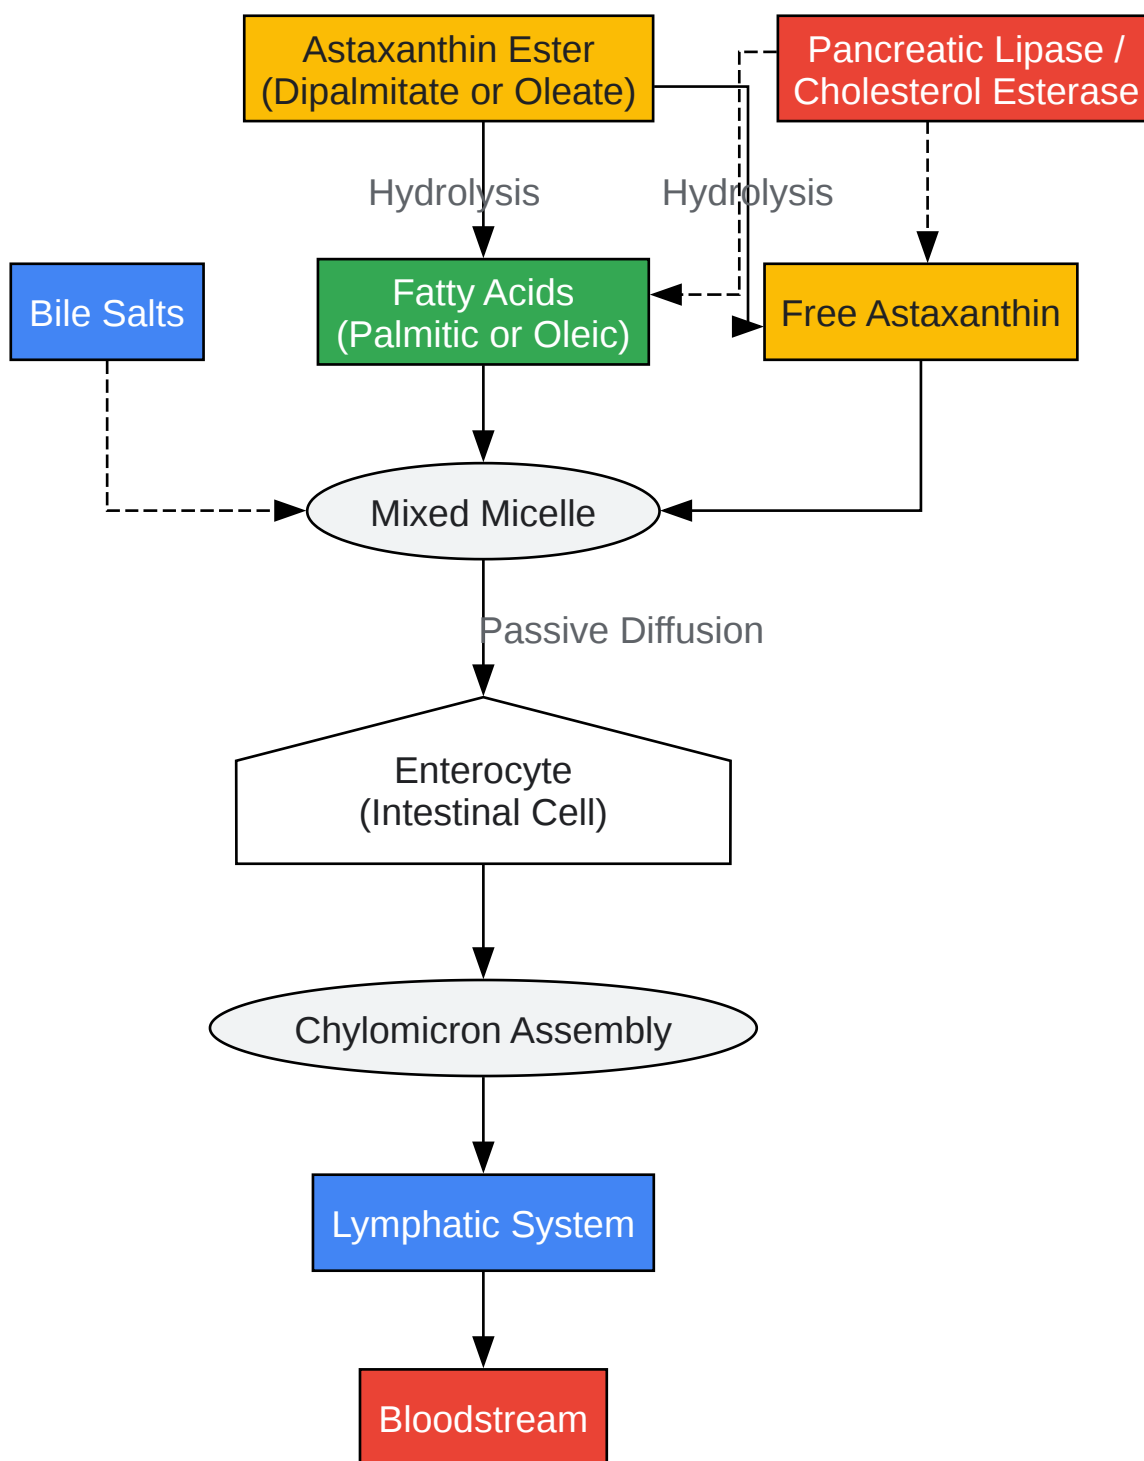 Astaxanthin Ester
(Dipalmitate or Oleate)
Pancreatic Lipase /
Cholesterol Esterase
Hydrolysis
Hydrolysis
Bile Salts
Fatty Acids
(Palmitic or Oleic)
Free Astaxanthin
Mixed Micelle
Passive Diffusion
Enterocyte
(Intestinal Cell)
Chylomicron Assembly
Lymphatic System
Bloodstream